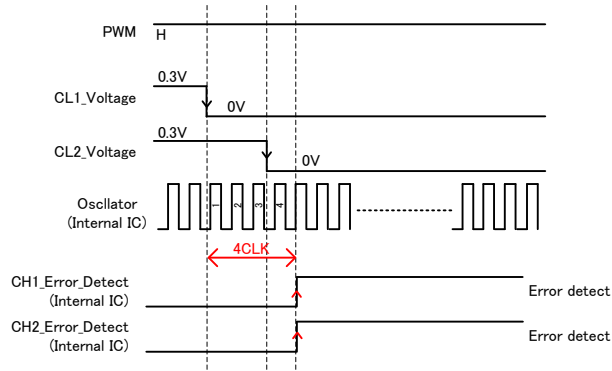 PWM H
0.3V
CL1_Voltage 0V
0.3V
CL2_Voltage 0V
Oscllator
(Internal IC)
1 2 3 4
4CLK
CH1_Error_Detect
(Internal IC)
Error detect
CH2_Error_Detect
(Internal IC)
Error detect